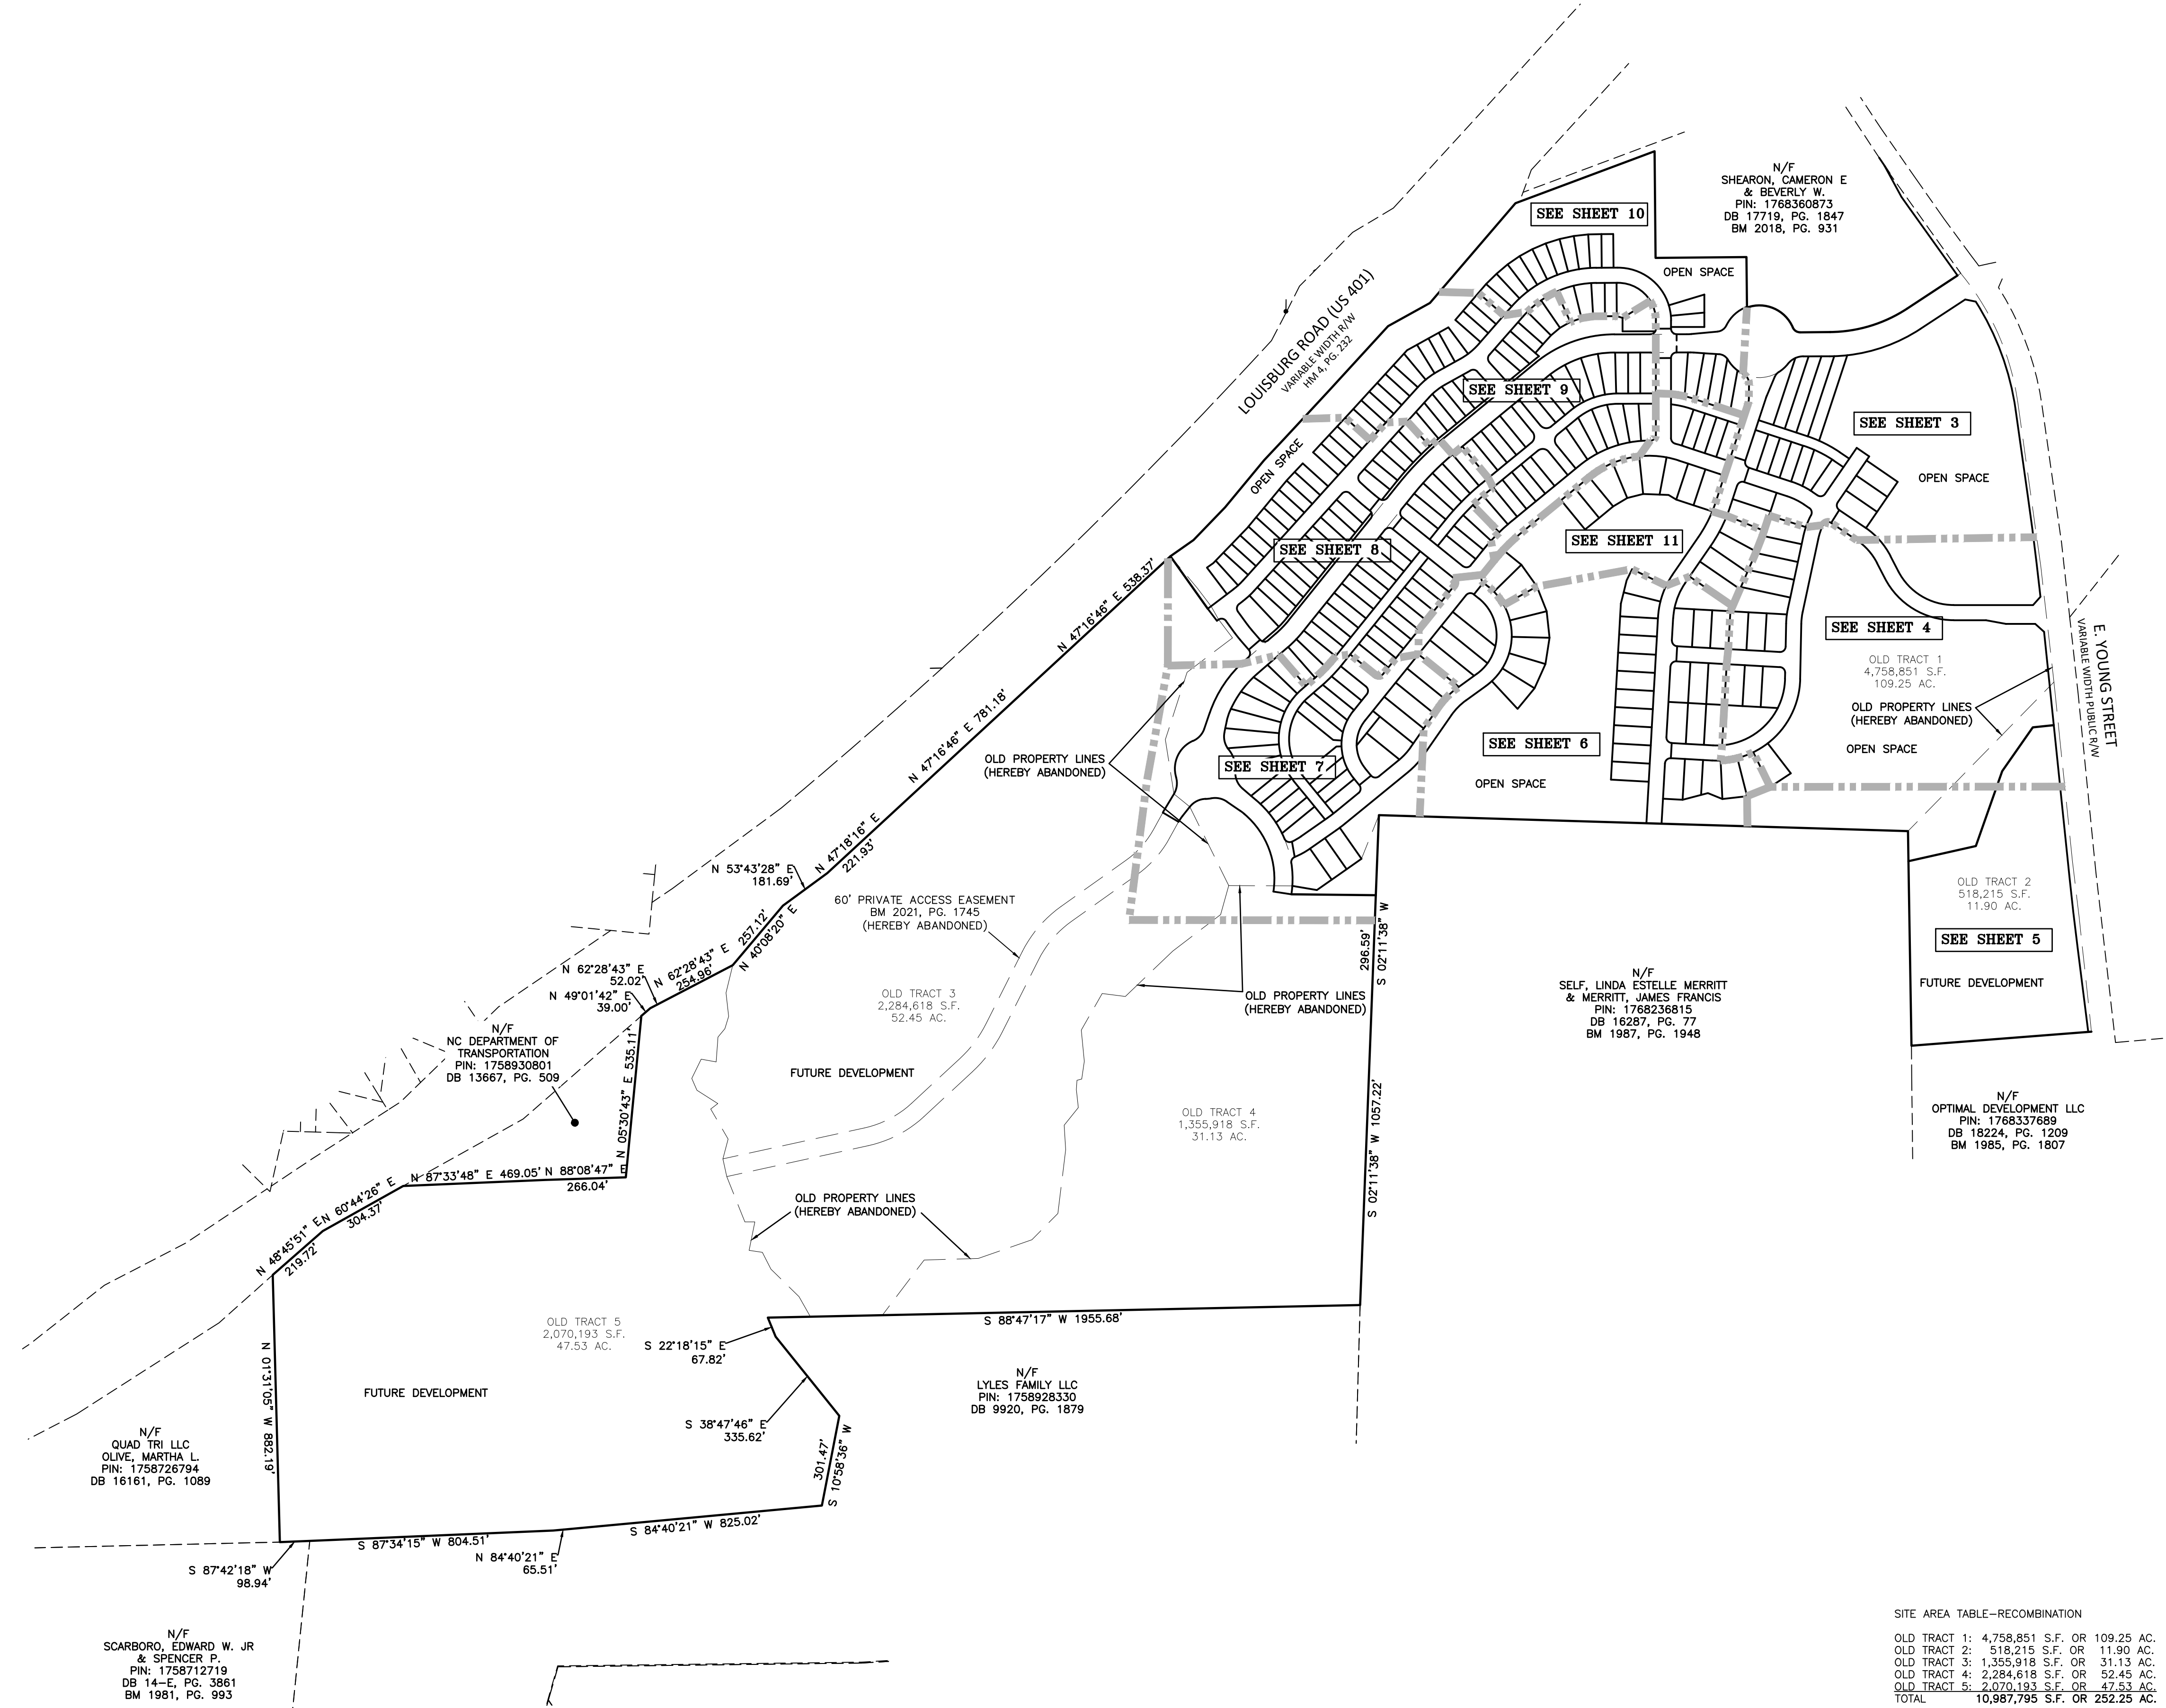 N/F
SHEARON, CAMERON E
& BEVERLY W.
PIN: 1768360873
DB 17719, PG. 1847
BM 2018, PG. 931
SEE SHEET 10
OPEN SPACE
LOUISBURG ROAD (US 401)
VARIABLE WIDTH R/W
HM 4, PG. 232
SEE SHEET 9
SEE SHEET 3
OPEN SPACE
OPEN SPACE
SEE SHEET 8
SEE SHEET 11
N 47°16'46" E 538.37'
SEE SHEET 4
OLD TRACT 1
4,758,851 S.F.
109.25 AC.
OLD PROPERTY LINES
(HEREBY ABANDONED)
OPEN SPACE
E. YOUNG STREET
VARIABLE WIDTH PUBLIC R/W
N 47°16'46" E 781.18'
OLD PROPERTY LINES
(HEREBY ABANDONED)
SEE SHEET 7
SEE SHEET 6
OPEN SPACE
N 47°18'16" E
221.93'
N 53°43'28" E
181.69'
60' PRIVATE ACCESS EASEMENT
BM 2021, PG. 1745
(HEREBY ABANDONED)
257.12'
N 40°08'20" E
N 62°28'43" E
254.96'
N 62°28'43" E
52.02'
N 49°01'42" E
39.00'
OLD TRACT 2
518,215 S.F.
11.90 AC.
SEE SHEET 5
FUTURE DEVELOPMENT
296.59'
S 02°11'38" W
OLD PROPERTY LINES
(HEREBY ABANDONED)
N/F
SELF, LINDA ESTELLE MERRITT
& MERRITT, JAMES FRANCIS
PIN: 1768236815
DB 16287, PG. 77
BM 1987, PG. 1948
OLD TRACT 3
2,284,618 S.F.
52.45 AC.
FUTURE DEVELOPMENT
N/F
NC DEPARTMENT OF
TRANSPORTATION
PIN: 1758930801
DB 13667, PG. 509
N 05°30'43" E 535.11'
OLD TRACT 4
1,355,918 S.F.
31.13 AC.
S 02°11'38" W 1057.22'
N/F
OPTIMAL DEVELOPMENT LLC
PIN: 1768337689
DB 18224, PG. 1209
BM 1985, PG. 1807
N 87°33'48" E 469.05'
N 88°08'47" E
266.04'
N 60°44'26" E
304.37'
N 48°45'51" E
219.72'
OLD PROPERTY LINES
(HEREBY ABANDONED)
OLD TRACT 5
2,070,193 S.F.
47.53 AC.
S 88°47'17" W 1955.68'
S 22°18'15" E
67.82'
FUTURE DEVELOPMENT
N 01°31'05" W 882.19'
N/F
LYLES FAMILY LLC
PIN: 1758928330
DB 9920, PG. 1879
S 38°47'46" E
335.62'
301.47'
S 10°58'36" W
N/F
QUAD TRI LLC
OLIVE, MARTHA L.
PIN: 1758726794
DB 16161, PG. 1089
S 84°40'21" W 825.02'
S 87°34'15" W 804.51'
N 84°40'21" E
65.51'
S 87°42'18" W
98.94'
N/F
SCARBORO, EDWARD W. JR
& SPENCER P.
PIN: 1758712719
DB 14-E, PG. 3861
BM 1981, PG. 993
SITE AREA TABLE-RECOMBINATION
OLD TRACT 1: 4,758,851 S.F. OR 109.25 AC.
OLD TRACT 2: 518,215 S.F. OR 11.90 AC.
OLD TRACT 3: 1,355,918 S.F. OR 31.13 AC.
OLD TRACT 4: 2,284,618 S.F. OR 52.45 AC.
OLD TRACT 5: 2,070,193 S.F. OR 47.53 AC.
TOTAL 10,987,795 S.F. OR 252.25 AC.